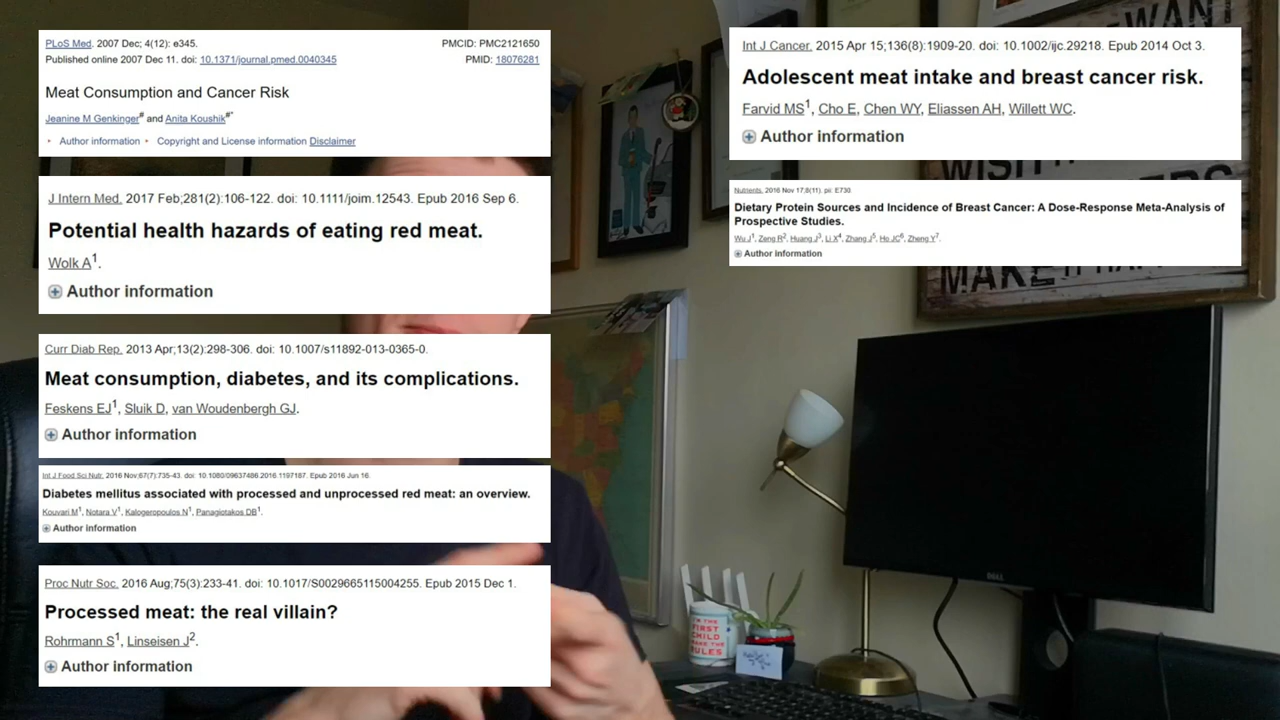 PLoS Med. 2007 Dec; 4(12): e345.
PMCID: PMC2121650
Published online 2007 Dec 11. doi: 10.1371/journal.pmed.0040345
PMID: 18076281
Meat Consumption and Cancer Risk
Jeanine M Genkinger# and Anita Koushik#*
Author information Copyright and License information Disclaimer
J Intern Med. 2017 Feb;281(2):106-122. doi: 10.1111/joim.12543. Epub 2016 Sep 6.
Potential health hazards of eating red meat.
Wolk A1.
Author information
Curr Diab Rep. 2013 Apr;13(2):298-306. doi: 10.1007/s11892-013-0365-0.
Meat consumption, diabetes, and its complications.
Feskens EJ1, Sluik D, van Woudenbergh GJ.
Author information
Int J Food Sci Nutr. 2016 Nov;67(7):735-43. doi: 10.1080/09637486.2016.1197187. Epub 2016 Jun 16.
Diabetes mellitus associated with processed and unprocessed red meat: an overview.
Kouvari M1, Notara V1, Kalogeropoulos N1, Panagiotakos DB1.
Author information
Proc Nutr Soc. 2016 Aug;75(3):233-41. doi: 10.1017/S0029665115004255. Epub 2015 Dec 1.
Processed meat: the real villain?
Rohrmann S1, Linseisen J2.
Author information
Int J Cancer. 2015 Apr 15;136(8):1909-20. doi: 10.1002/ijc.29218. Epub 2014 Oct 3.
Adolescent meat intake and breast cancer risk.
Farvid MS1, Cho E, Chen WY, Eliassen AH, Willett WC.
Author information
Nutrients. 2016 Nov 17;8(11). pii: E730.
Dietary Protein Sources and Incidence of Breast Cancer: A Dose-Response Meta-Analysis of
Prospective Studies.
Wu J1, Zeng R2, Huang J3, Li X4, Zhang J5, Ho JC6, Zheng Y7.
Author information
WAN
WISH
MAKE IT HA
DELL
I'M THE
FIRST
CHILD
MAKE THE
RULES